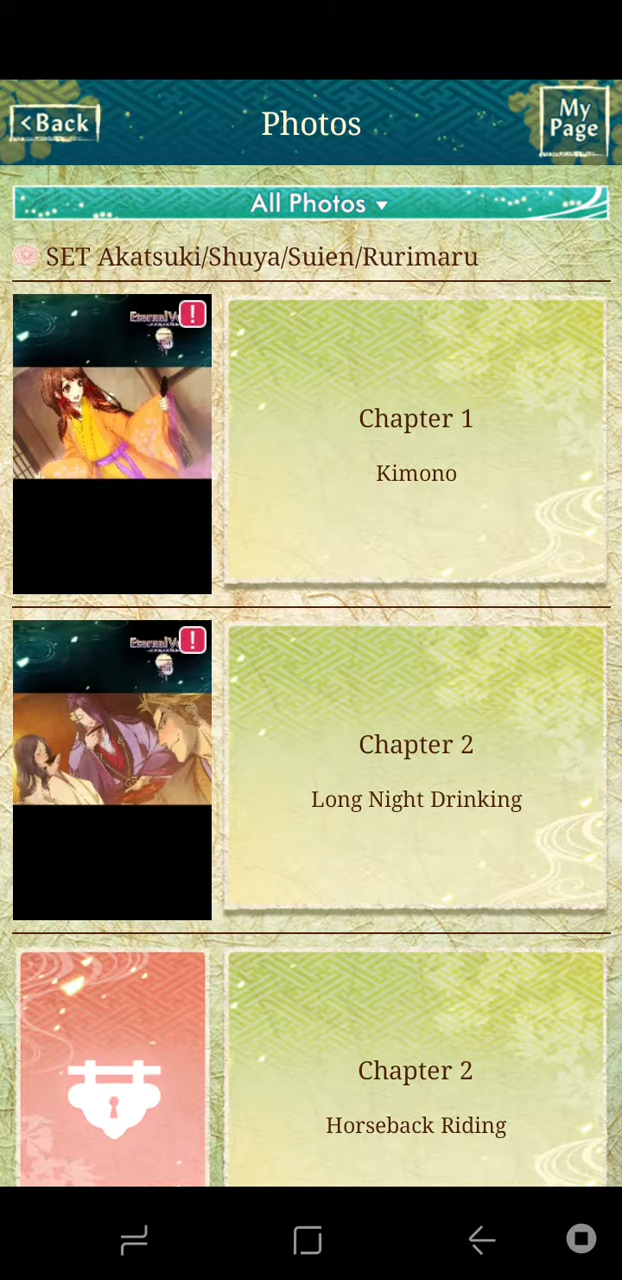 <Back
Photos
My
Page
All Photos
SET Akatsuki/Shuya/Suien/Rurimaru
!
Chapter 1
Kimono
!
Chapter 2
Long Night Drinking
Chapter 2
Horseback Riding